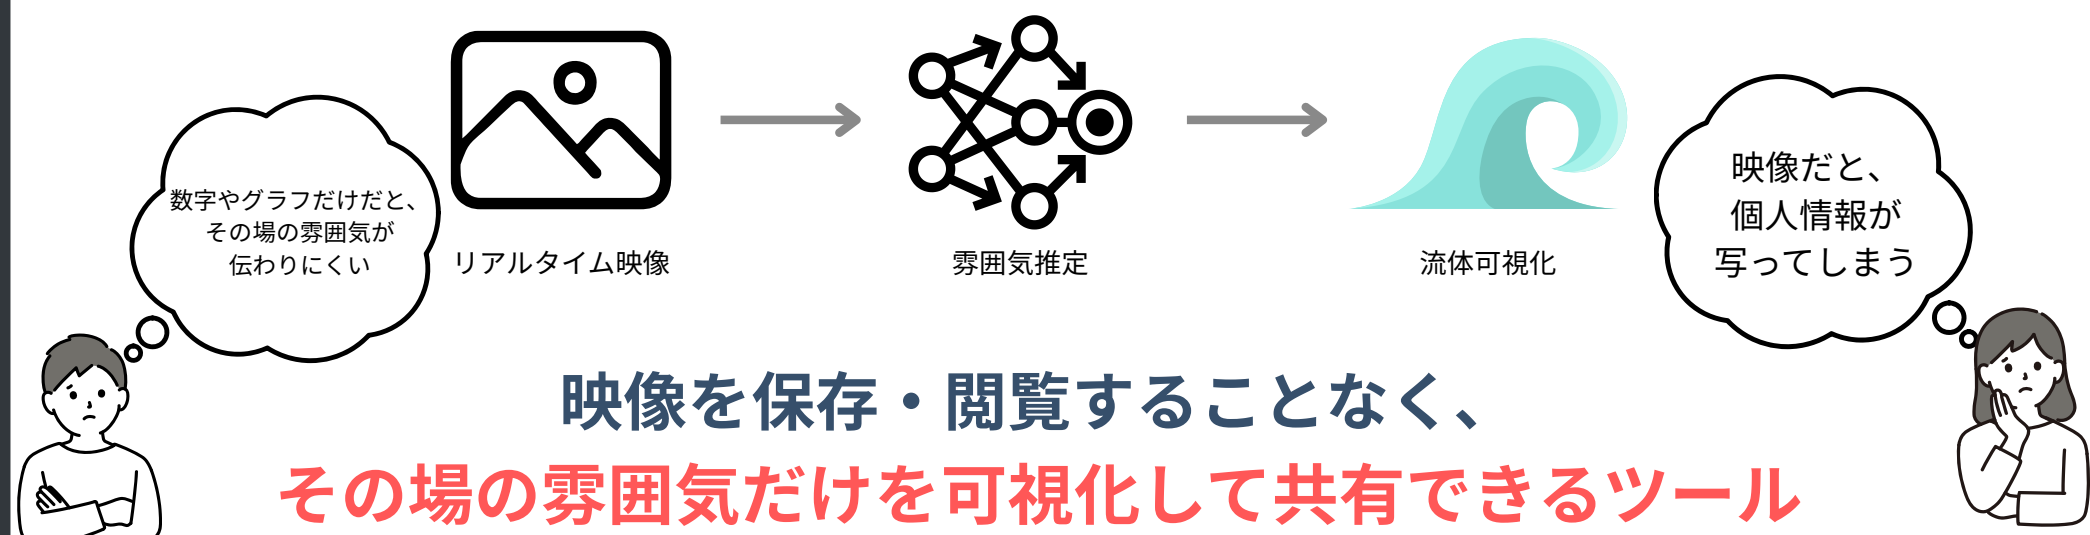 数字やグラフだけだと、
その場の雰囲気が
伝わりにくい
リアルタイム映像
雰囲気推定
流体可視化
映像だと、
個人情報が
写ってしまう
映像を保存・閲覧することなく、
その場の雰囲気だけを可視化して共有できるツール